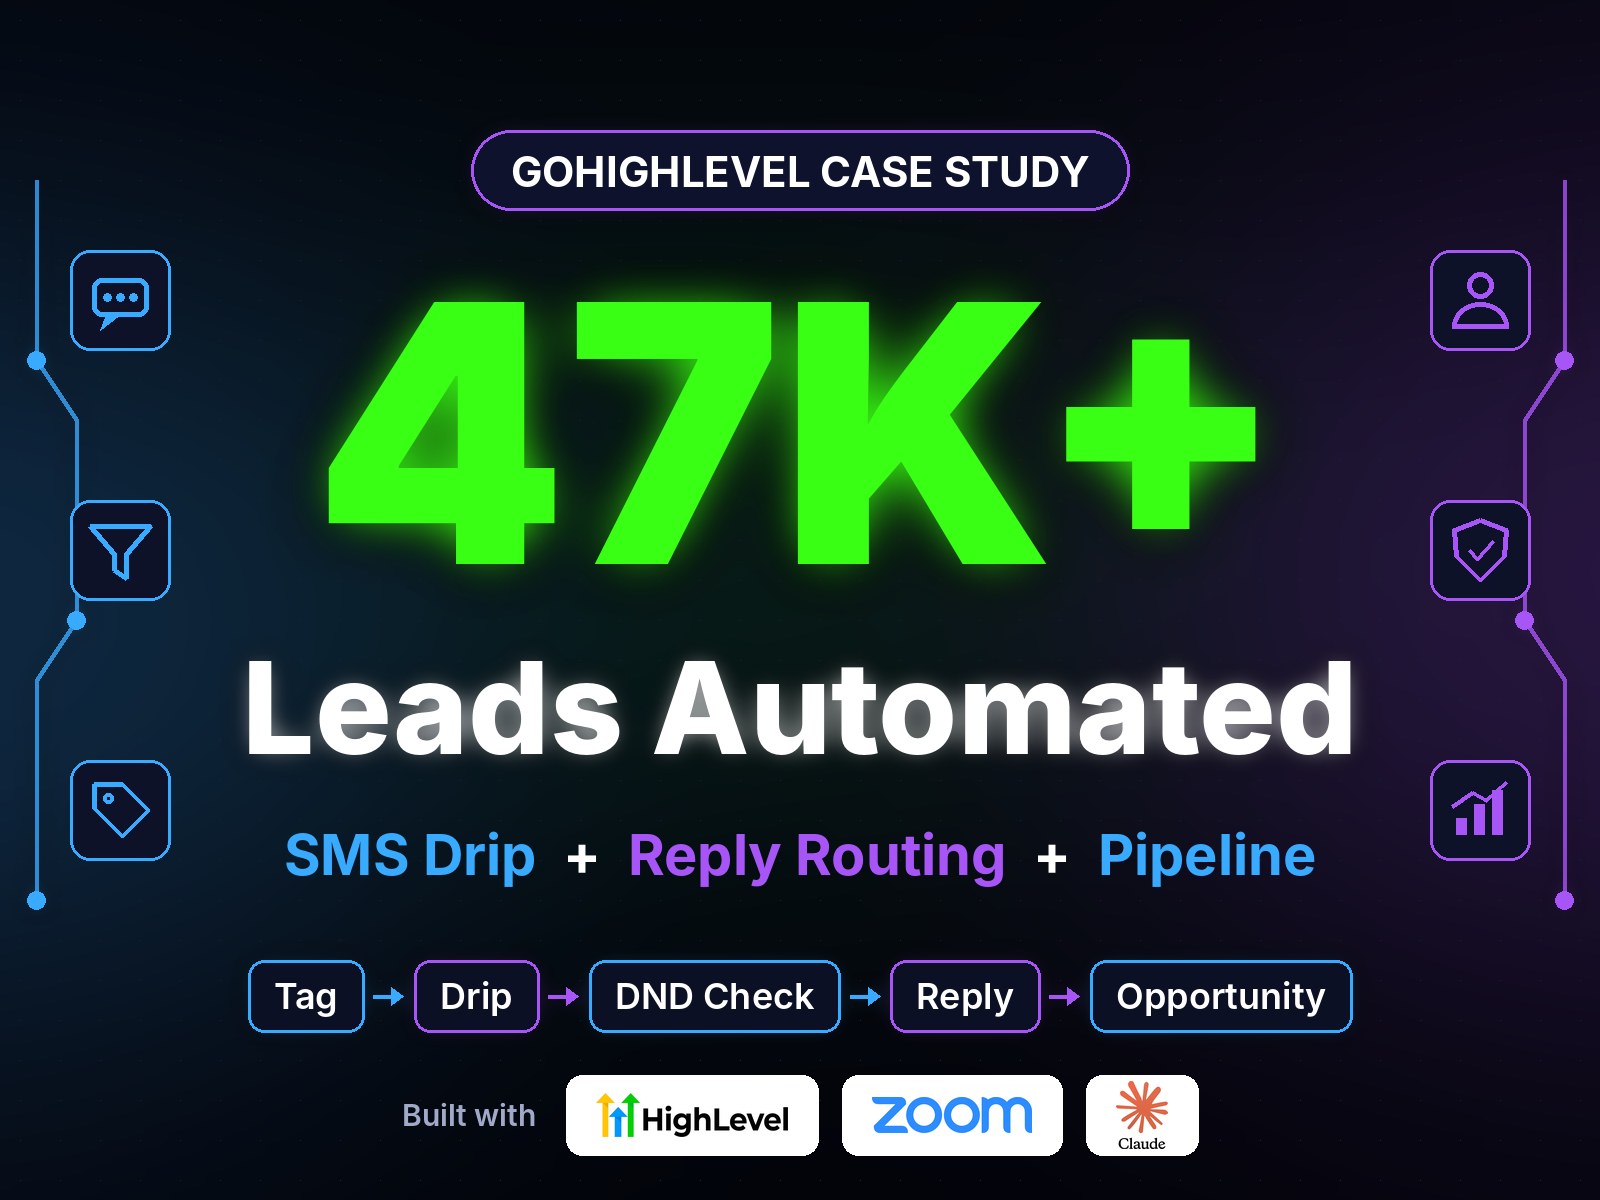 GOHIGHLEVEL CASE STUDY
47K+
Leads Automated
SMS Drip + Reply Routing + Pipeline
Tag Drip DND Check Reply Opportunity
Built with HighLevel zoom Claude